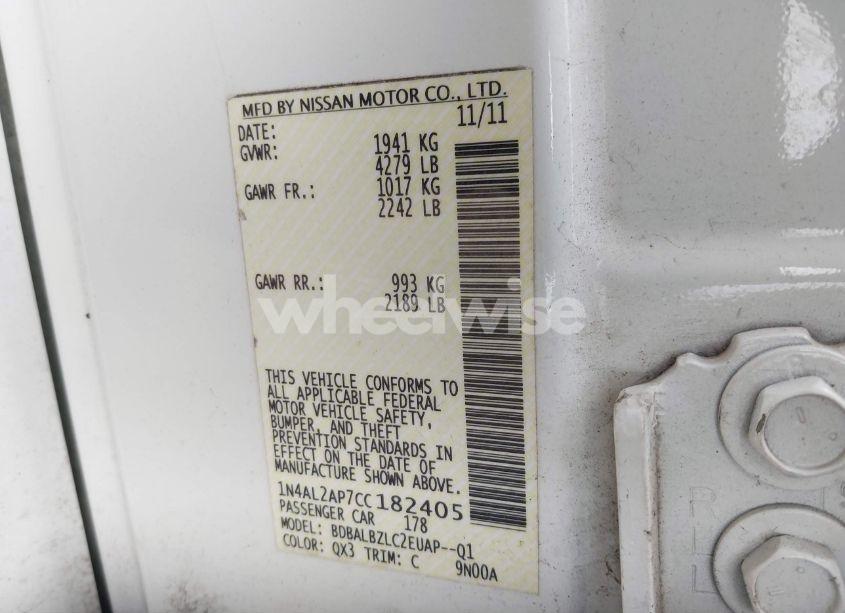 MFD BY NISSAN MOTOR CO., LTD.
DATE: 11/11
GVWR: 1941 KG
4279 LB
GAWR FR.: 1017 KG
2242 LB
GAWR RR.: 993 KG
2189 LB
wheelwise
THIS VEHICLE CONFORMS TO
ALL APPLICABLE FEDERAL
MOTOR VEHICLE SAFETY,
BUMPER, AND THEFT
PREVENTION STANDARDS IN
EFFECT ON THE DATE OF
MANUFACTURE SHOWN ABOVE.
1N4AL2AP7CC182405
PASSENGER CAR 178
MODEL: BDBALBZLC2EUAP--Q1
COLOR: QX3 TRIM: C 9N00A